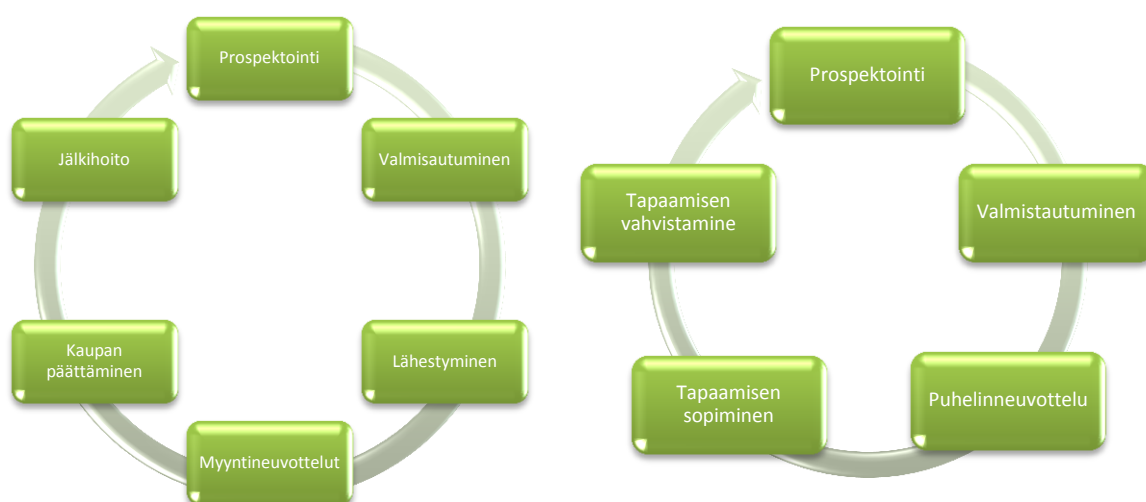 Prospektointi
Valmisautuminen
Lähestyminen
Myyntineuvottelut
Kaupan
päättäminen
Jälkihoito
Prospektointi
Valmistautuminen
Puhelinneuvottelu
Tapaamisen
sopiminen
Tapaamisen
vahvistamine